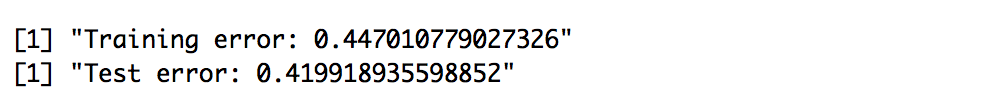 [1] "Training error: 0.447010779027326"
[1] "Test error: 0.419918935598852"